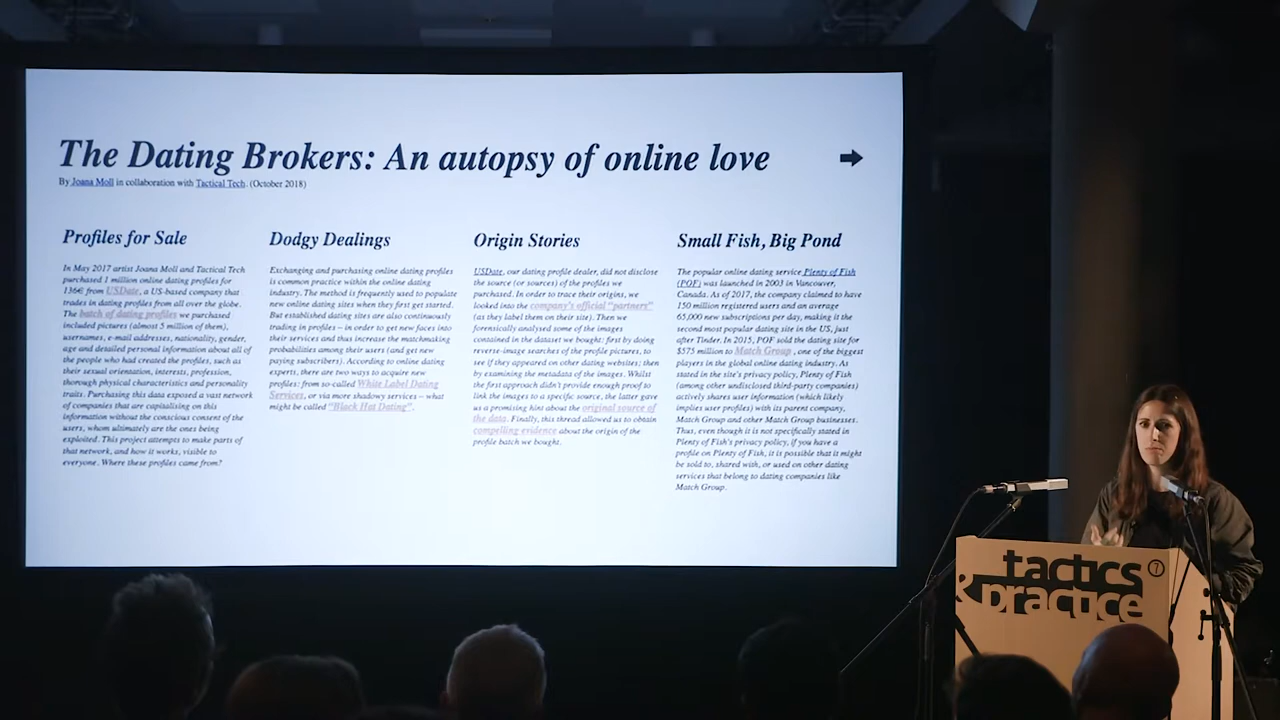 The Dating Brokers: An autopsy of online love
By Joana Moll in collaboration with Tactical Tech. (October 2018)
Profiles for Sale
In May 2017 artist Joana Moll and Tactical Tech
purchased 1 million online dating profiles for
136€ from USDate, a US-based company that
trades in dating profiles from all over the globe.
The batch of dating profiles we purchased
included pictures (almost 5 million of them),
usernames, e-mail addresses, nationality, gender,
age and detailed personal information about all of
the people who had created the profiles, such as
their sexual orientation, interests, profession,
thorough physical characteristics and personality
traits. Purchasing this data exposed a vast network
of companies that are capitalising on this
information without the conscious consent of the
users, whom ultimately are the ones being
exploited. This project attempts to make parts of
that network, and how it works, visible to
everyone. Where these profiles came from?
Dodgy Dealings
Exchanging and purchasing online dating profiles
is common practice within the online dating
industry. The method is frequently used to populate
new online dating sites when they first get started.
But established dating sites are also continuously
trading in profiles – in order to get new faces into
their services and thus increase the matchmaking
probabilities among their users (and get new
paying subscribers). According to online dating
experts, there are two ways to acquire new
profiles: from so-called White Label Dating
Services, or via more shadowy services – what
might be called "Black Hat Dating".
Origin Stories
USDate, our dating profile dealer, did not disclose
the source (or sources) of the profiles we
purchased. In order to trace their origins, we
looked into the company's official "partners"
(as they label them on their site). Then we
forensically analysed some of the images
contained in the dataset we bought: first by doing
reverse-image searches of the profile pictures, to
see if they appeared on other dating websites; then
by examining the metadata of the images. Whilst
the first approach didn't provide enough proof to
link the images to a specific source, the latter gave
us a promising hint about the original source of
the data. Finally, this thread allowed us to obtain
compelling evidence about the origin of the
profile batch we bought.
Small Fish, Big Pond
The popular online dating service Plenty of Fish
(POF) was launched in 2003 in Vancouver,
Canada. As of 2017, the company claimed to have
150 million registered users and an average
65,000 new subscriptions per day, making it the
second most popular dating site in the US, just
after Tinder. In 2015, POF sold the dating site for
$575 million to Match Group, one of the biggest
players in the global online dating industry. As
stated in the site's privacy policy, Plenty of Fish
(among other undisclosed third-party companies)
actively shares user information (which likely
implies user profiles) with its parent company,
Match Group and other Match Group businesses.
Thus, even though it is not specifically stated in
Plenty of Fish's privacy policy, if you have a
profile on Plenty of Fish, it is possible that it might
be sold to, shared with, or used on other dating
services that belong to dating companies like
Match Group.
tactics 7
& practice